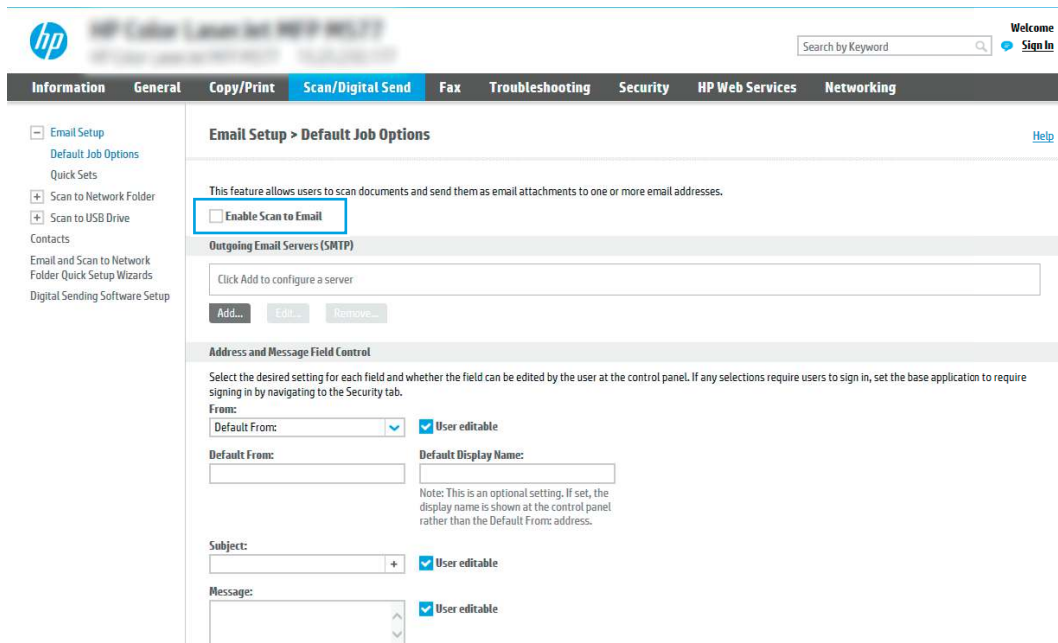 hp
Welcome
Search by Keyword
Sign In
Information General Copy/Print Scan/Digital Send Fax Troubleshooting Security HP Web Services Networking
Email Setup
Default Job Options
Quick Sets
Scan to Network Folder
Scan to USB Drive
Contacts
Email and Scan to Network
Folder Quick Setup Wizards
Digital Sending Software Setup
Email Setup > Default Job Options
Help
This feature allows users to scan documents and send them as email attachments to one or more email addresses.
Enable Scan to Email
Outgoing Email Servers (SMTP)
Click Add to configure a server
Add... Edit... Remove...
Address and Message Field Control
Select the desired setting for each field and whether the field can be edited by the user at the control panel. If any selections require users to sign in, set the base application to require
signing in by navigating to the Security tab.
From:
Default From: User editable
Default From: Default Display Name:
Note: This is an optional setting. If set, the
display name is shown at the control panel
rather than the Default From: address.
Subject:
+ User editable
Message:
User editable